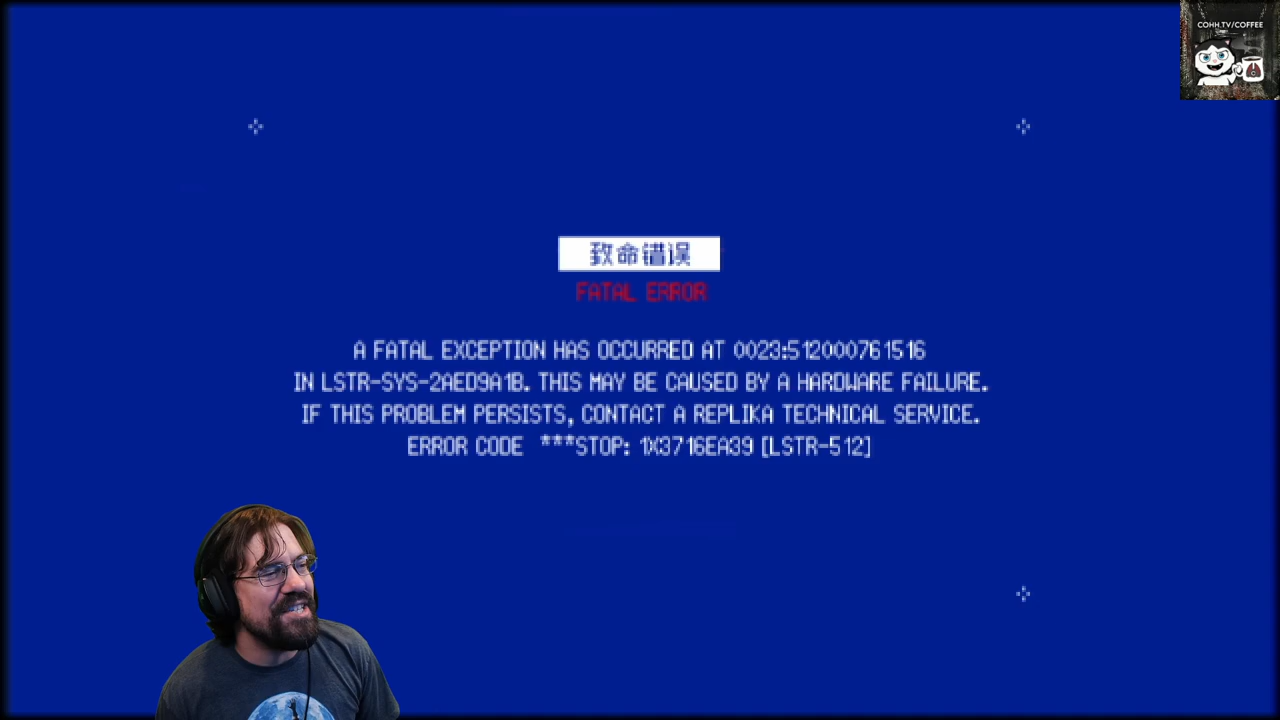 COHH.TV/COFFEE
致命错误
FATAL ERROR
A FATAL EXCEPTION HAS OCCURRED AT 0023:512000761516
IN LSTR-SYS-2AED9A1B. THIS MAY BE CAUSED BY A HARDWARE FAILURE.
IF THIS PROBLEM PERSISTS, CONTACT A REPLIKA TECHNICAL SERVICE.
ERROR CODE ***STOP: 1X3716EA39 [LSTR-512]